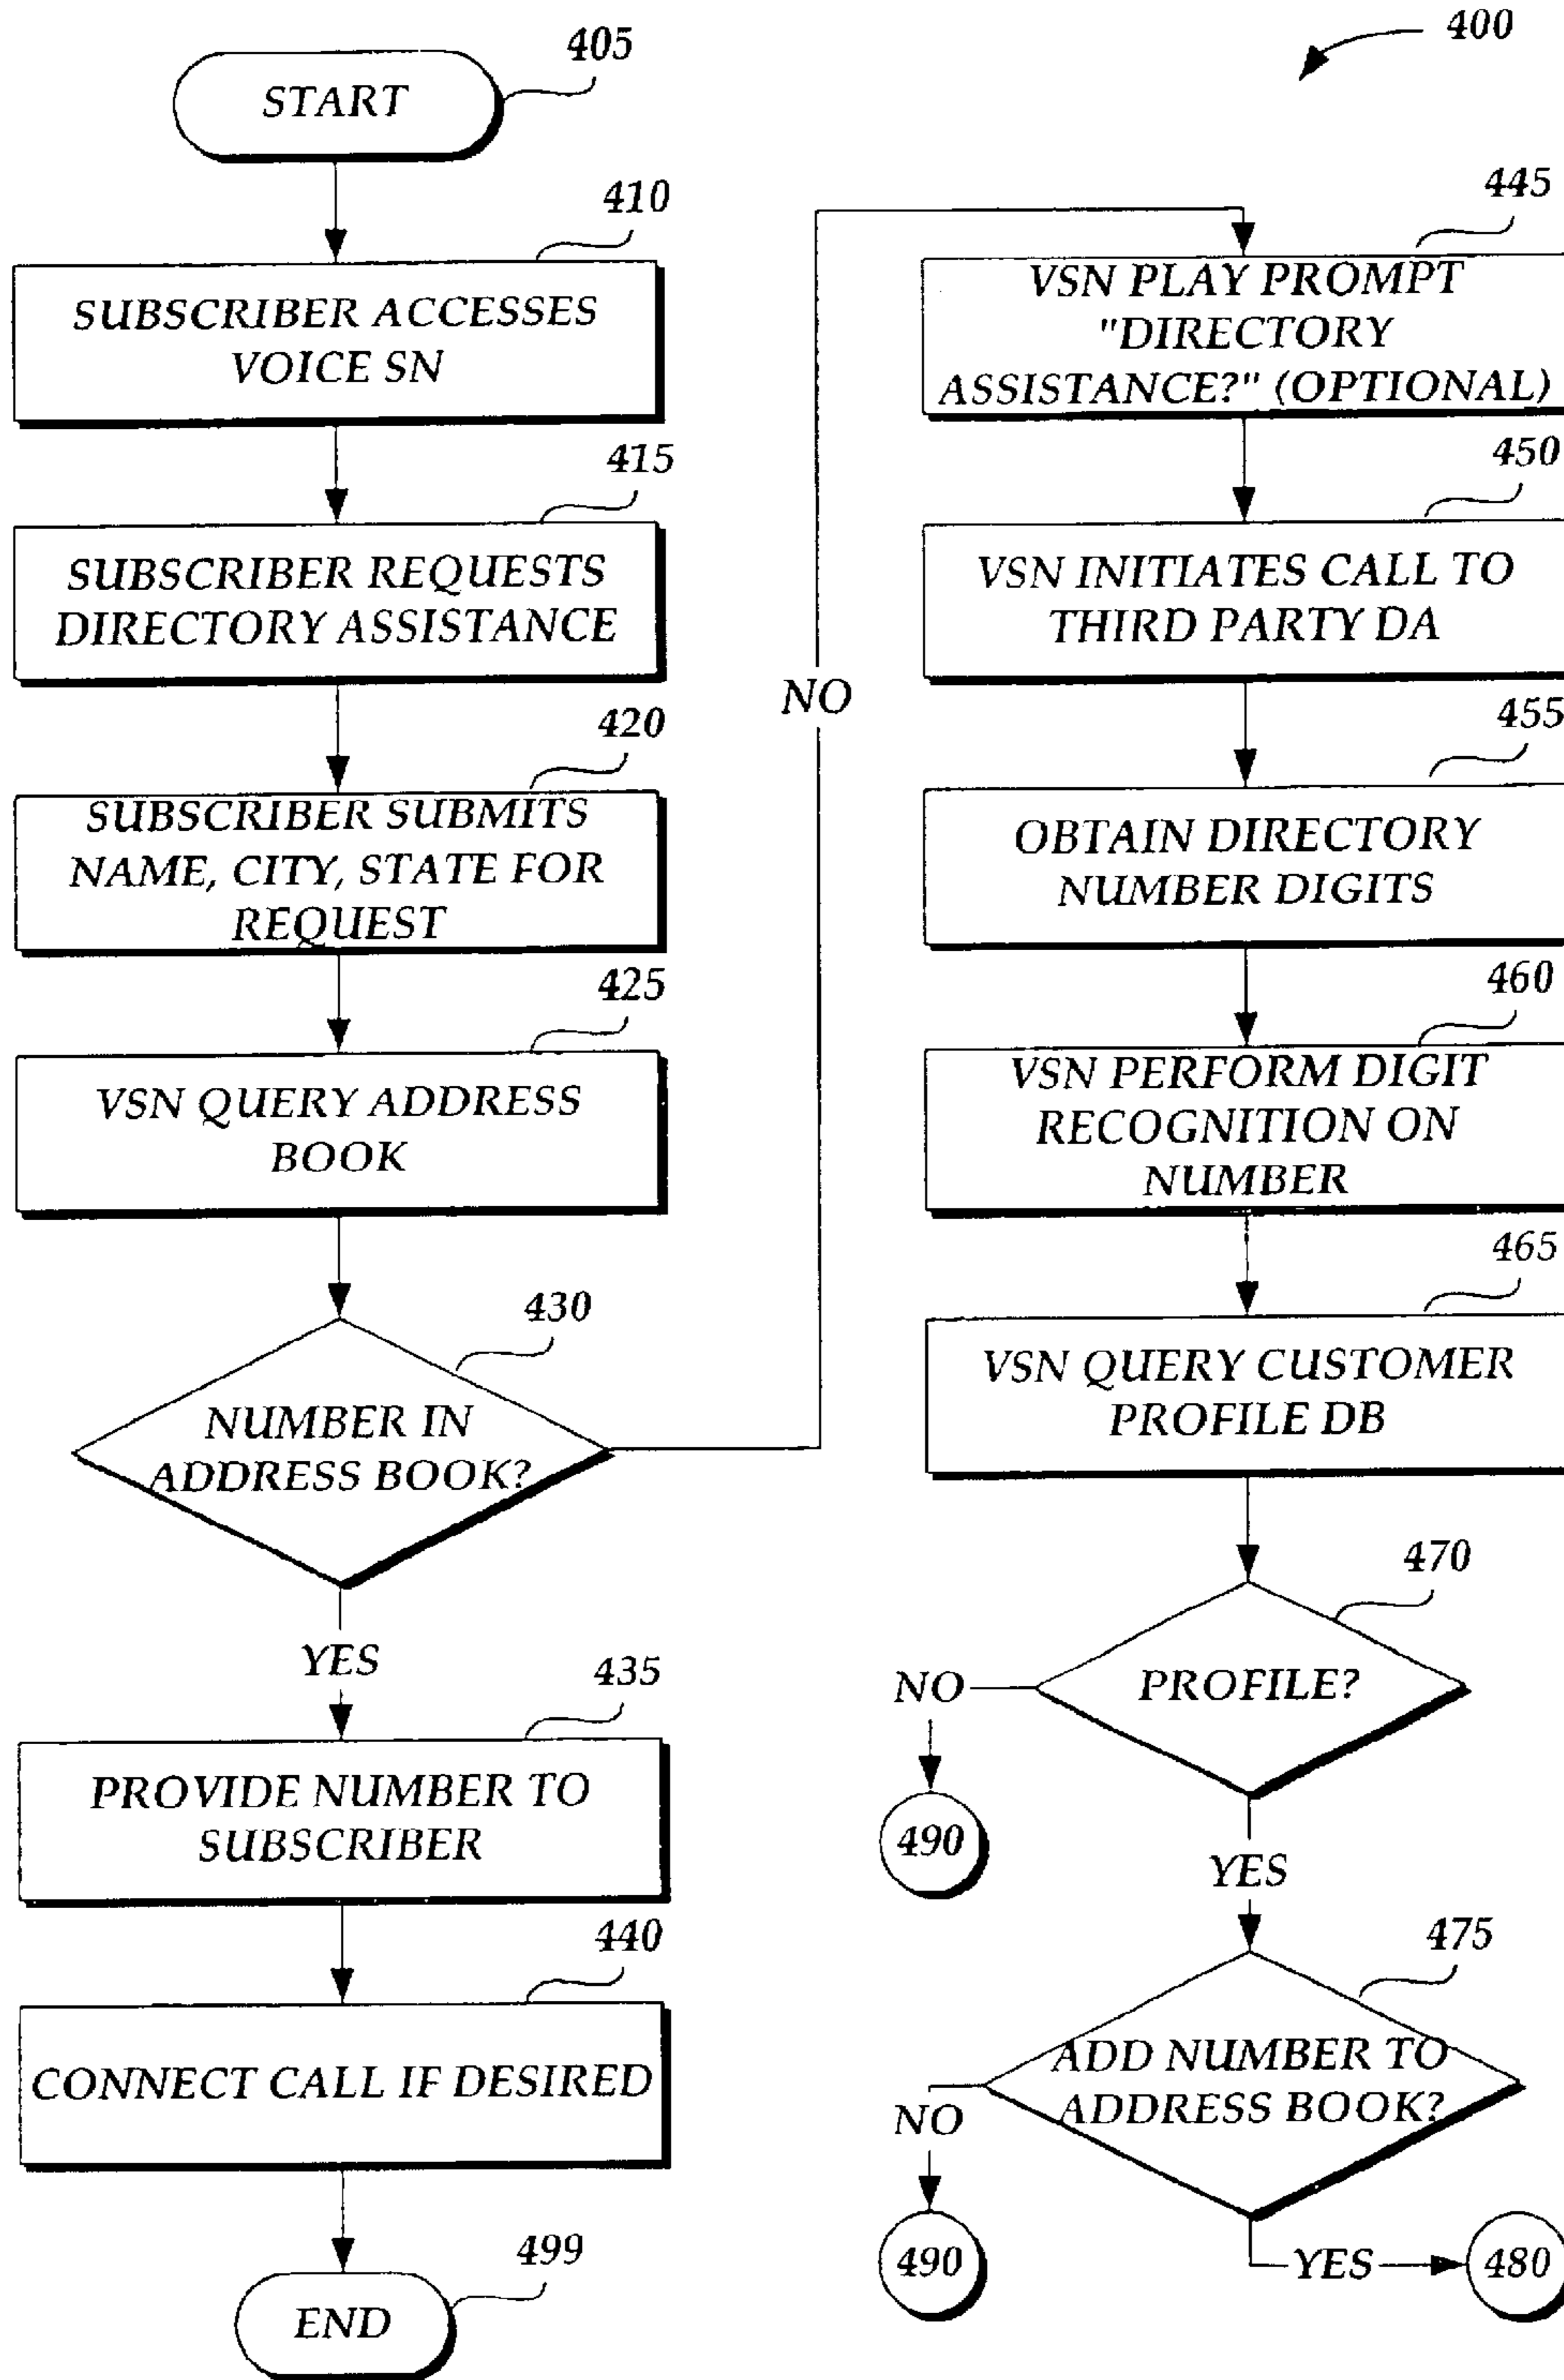 400
405
START
410
SUBSCRIBER ACCESSES
VOICE SN
415
SUBSCRIBER REQUESTS
DIRECTORY ASSISTANCE
420
SUBSCRIBER SUBMITS
NAME, CITY, STATE FOR
REQUEST
425
VSN QUERY ADDRESS
BOOK
430
NUMBER IN
ADDRESS BOOK?
NO
YES
435
PROVIDE NUMBER TO
SUBSCRIBER
440
CONNECT CALL IF DESIRED
499
END
445
VSN PLAY PROMPT
"DIRECTORY
ASSISTANCE?" (OPTIONAL)
450
VSN INITIATES CALL TO
THIRD PARTY DA
455
OBTAIN DIRECTORY
NUMBER DIGITS
460
VSN PERFORM DIGIT
RECOGNITION ON
NUMBER
465
VSN QUERY CUSTOMER
PROFILE DB
470
PROFILE?
NO
490
YES
475
ADD NUMBER TO
ADDRESS BOOK?
NO
490
YES
480